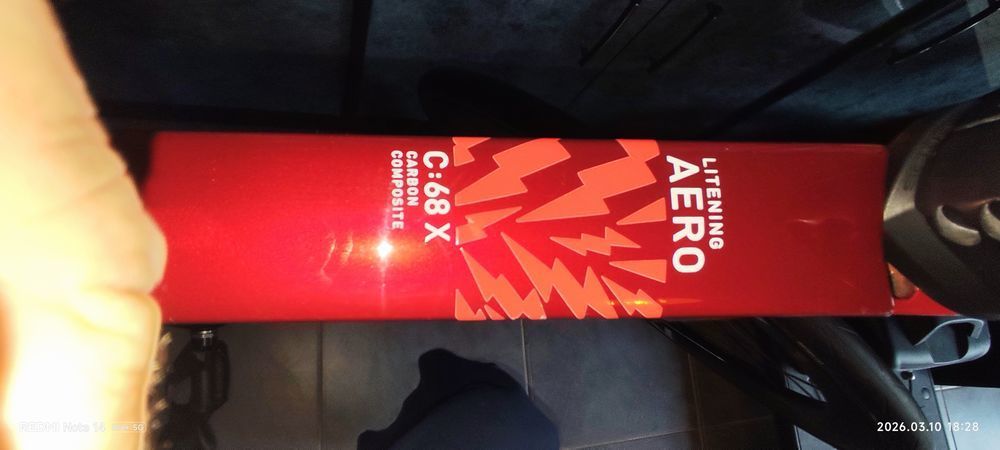 LITENING
AERO
C:68 X
CARBON
COMPOSITE
REDMI Note 14
2026.03.10 18:28